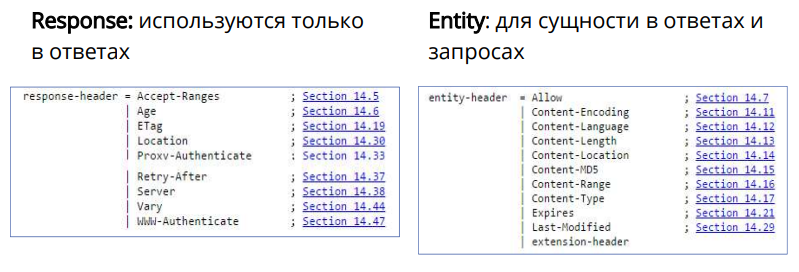 Response: используются только
в ответах
response-header = Accept-Ranges ; Section 14.5
| Age ; Section 14.6
| ETag ; Section 14.19
| Location ; Section 14.30
| Proxy-Authenticate ; Section 14.33
| Retry-After ; Section 14.37
| Server ; Section 14.38
| Vary ; Section 14.44
| WWW-Authenticate ; Section 14.47
Entity: для сущности в ответах и
запросах
entity-header = Allow ; Section 14.7
| Content-Encoding ; Section 14.11
| Content-Language ; Section 14.12
| Content-Length ; Section 14.13
| Content-Location ; Section 14.14
| Content-MD5 ; Section 14.15
| Content-Range ; Section 14.16
| Content-Type ; Section 14.17
| Expires ; Section 14.21
| Last-Modified ; Section 14.29
| extension-header